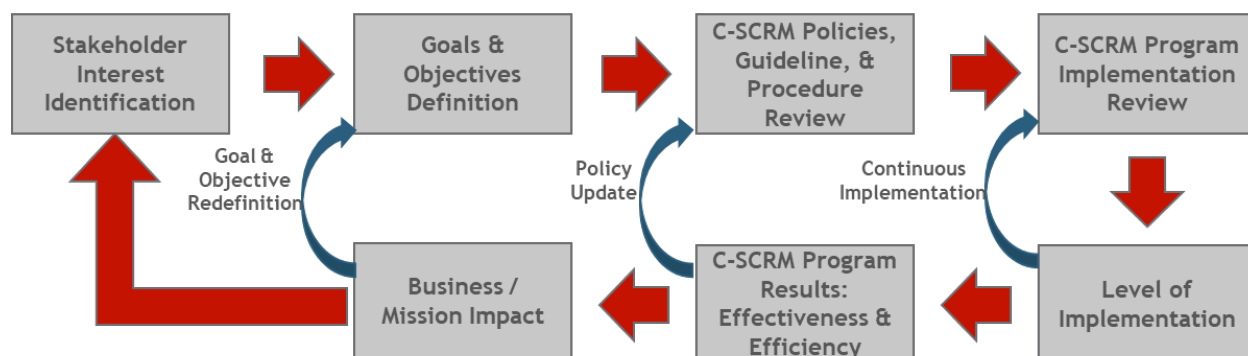 Stakeholder
Interest
Identification
Goals &
Objectives
Definition
C-SCRM Policies,
Guideline, &
Procedure
Review
C-SCRM Program
Implementation
Review
Goal &
Objective
Redefinition
Policy
Update
Continuous
Implementation
Business /
Mission Impact
C-SCRM Program
Results:
Effectiveness &
Efficiency
Level of
Implementation